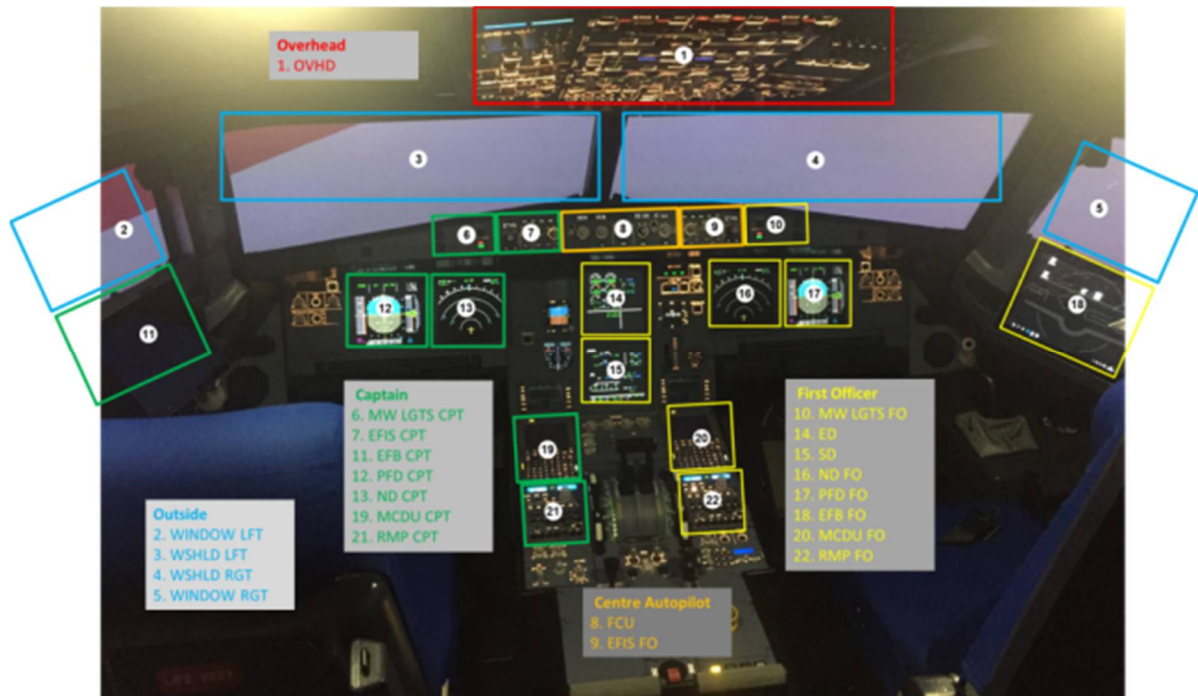 Overhead
1. OVHD
1
3
4
2
5
6
7
8
9
10
11
12
13
14
15
16
17
18
Captain
6. MW LGTS CPT
7. EFIS CPT
11. EFB CPT
12. PFD CPT
13. ND CPT
19. MCDU CPT
21. RMP CPT
First Officer
10. MW LGTS FO
14. ED
15. SD
16. ND FO
17. PFD FO
18. EFB FO
20. MCDU FO
22. RMP FO
19
20
21
22
Outside
2. WINDOW LFT
3. WSHLD LFT
4. WSHLD RGT
5. WINDOW RGT
Centre Autopilot
8. FCU
9. EFIS FO
LIFE VEST